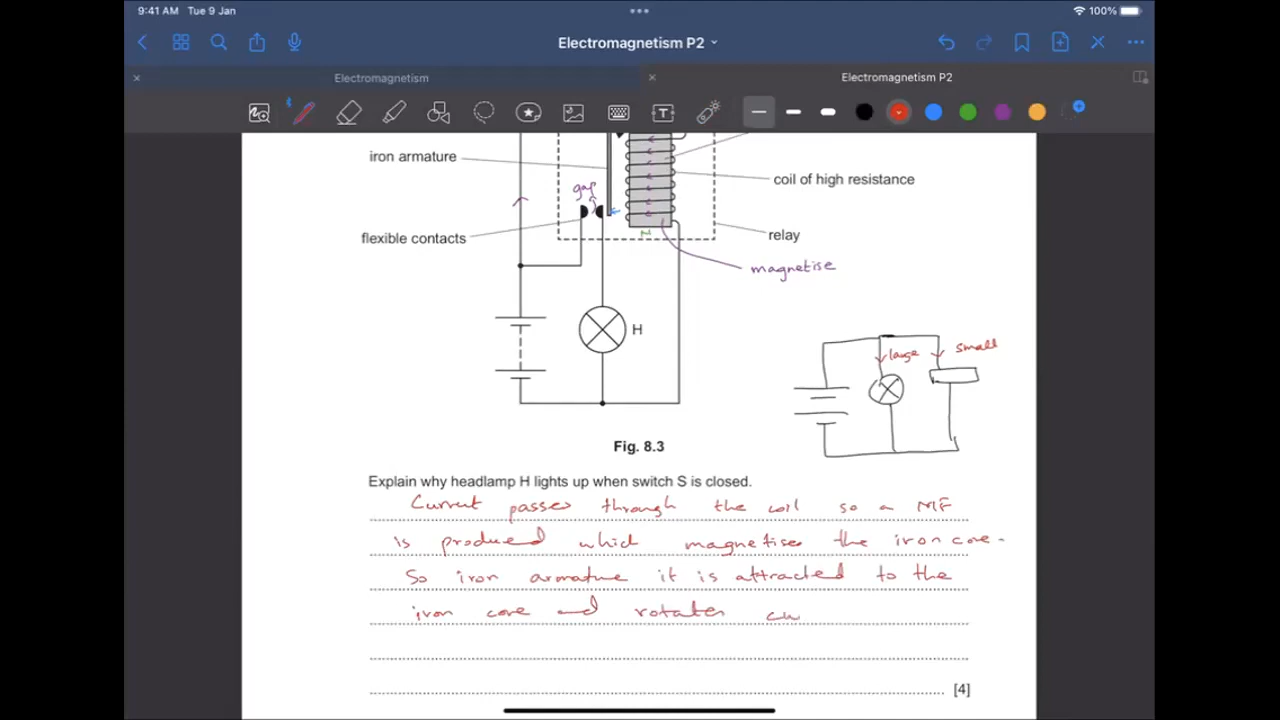 9:41 AM Tue 9 Jan
100%
Electromagnetism P2
Electromagnetism
Electromagnetism P2
iron armature
gap
coil of high resistance
flexible contacts
relay
N
magnetise
H
large
small
Fig. 8.3
Explain why headlamp H lights up when switch S is closed.
Current passes through the coil so a MF
is produced which magnetises the iron core.
So iron armature it is attracted to the
iron core and rotates cw
[4]